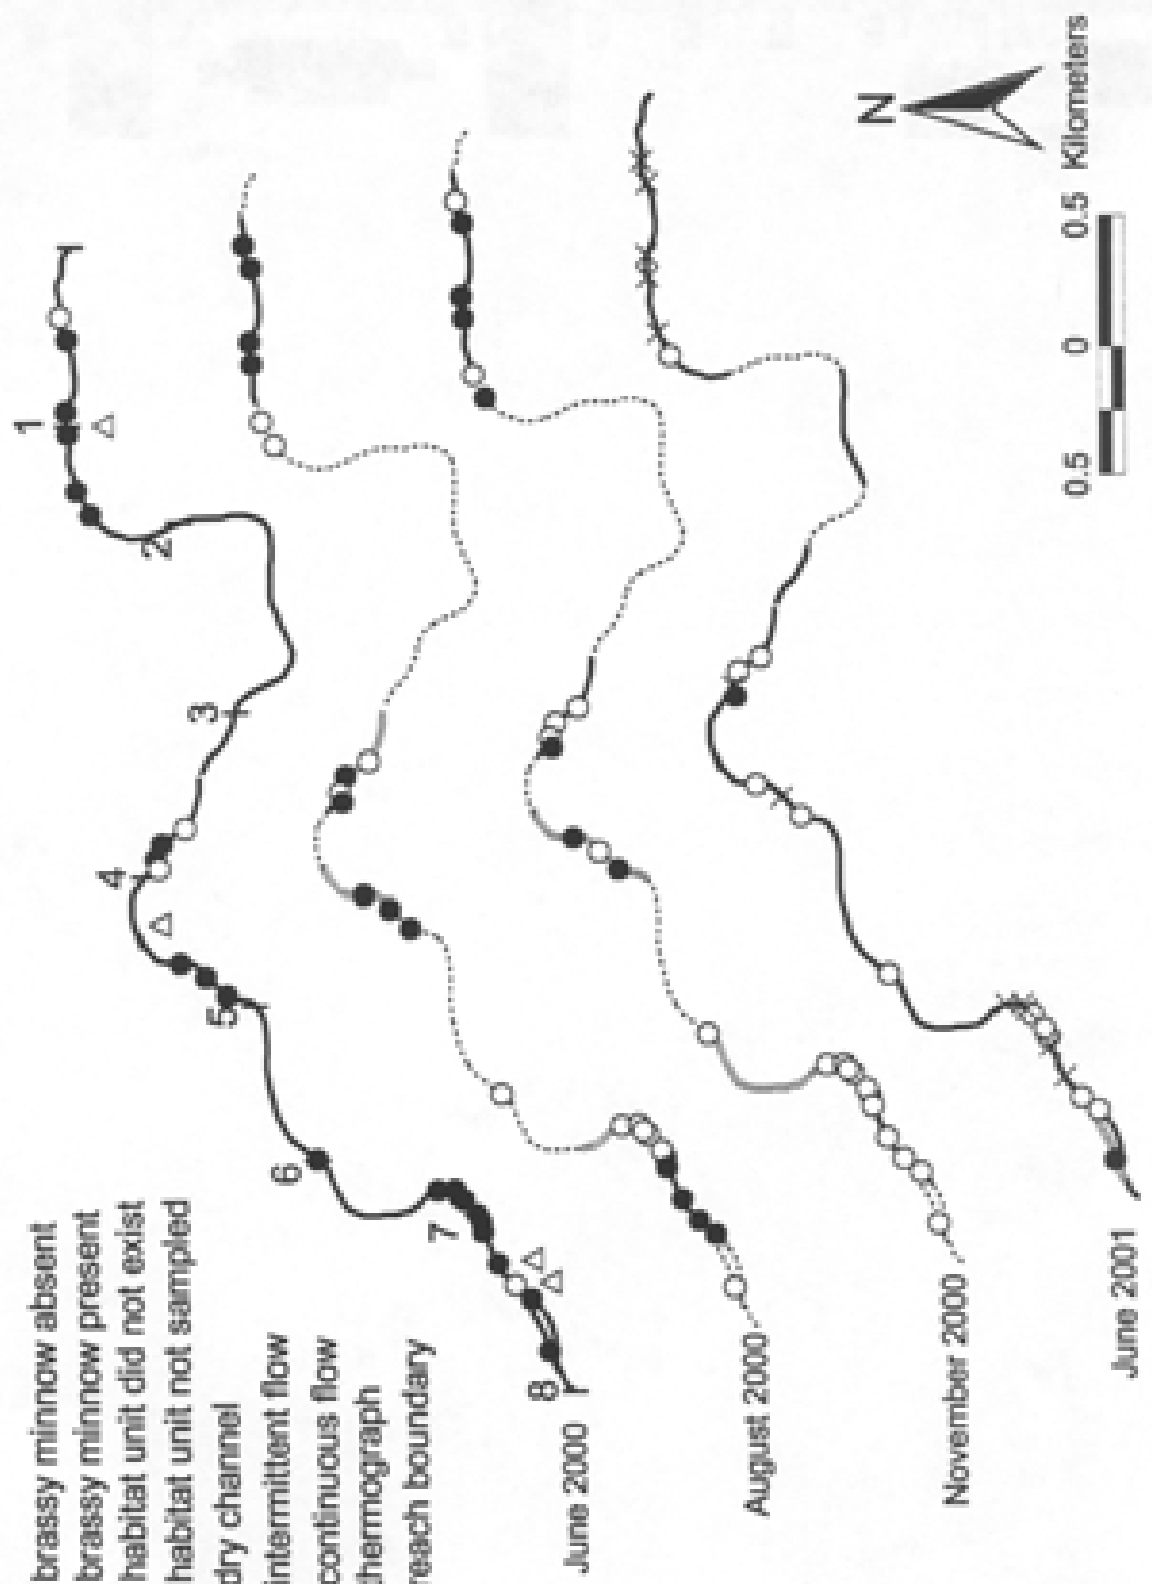 brassy minnow absent
brassy minnow present
habitat unit did not exist
habitat unit not sampled
dry channel
intermittent flow
continuous flow
thermograph
reach boundary
1
2
3
4
5
6
7
8
June 2000
August 2000
November 2000
June 2001
N
0.5 0 0.5 Kilometers